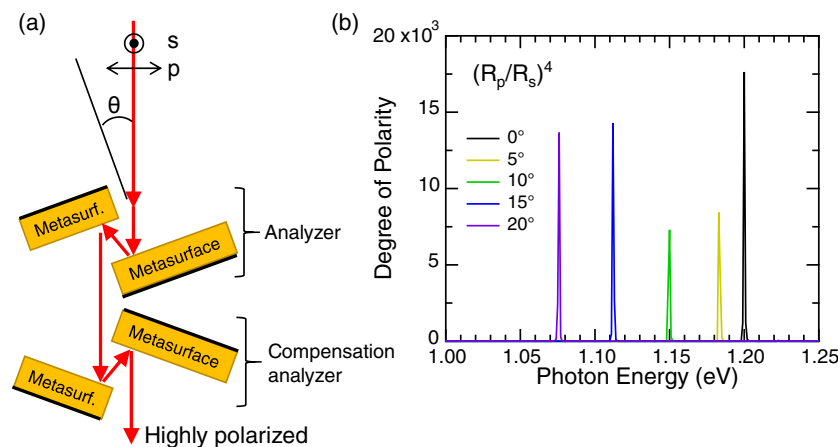 (a)
s
p
θ
Metasurf.
Metasurface
Analyzer
Metasurface
Metasurf.
Compensation
analyzer
Highly polarized
(b)
20 x10³
15
10
5
0
Degree of Polarity
(Rₚ/Rₛ)⁴
0°
5°
10°
15°
20°
1.00 1.05 1.10 1.15 1.20 1.25
Photon Energy (eV)